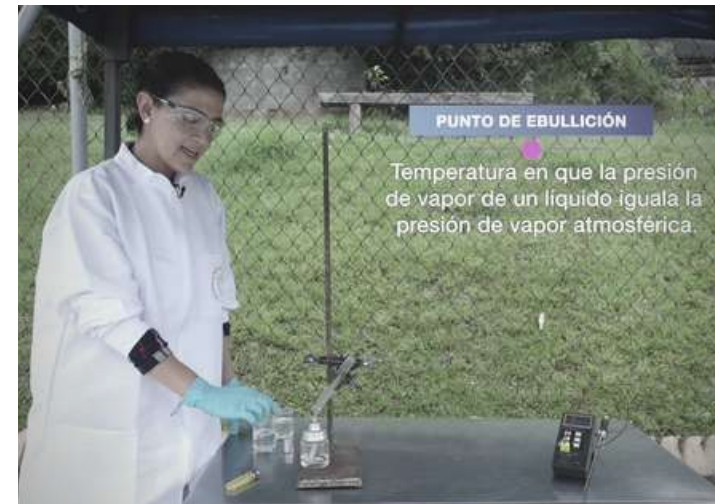 PUNTO DE EBULLICIÓN
Temperatura en que la presión
de vapor de un líquido iguala la
presión de vapor atmosférica.